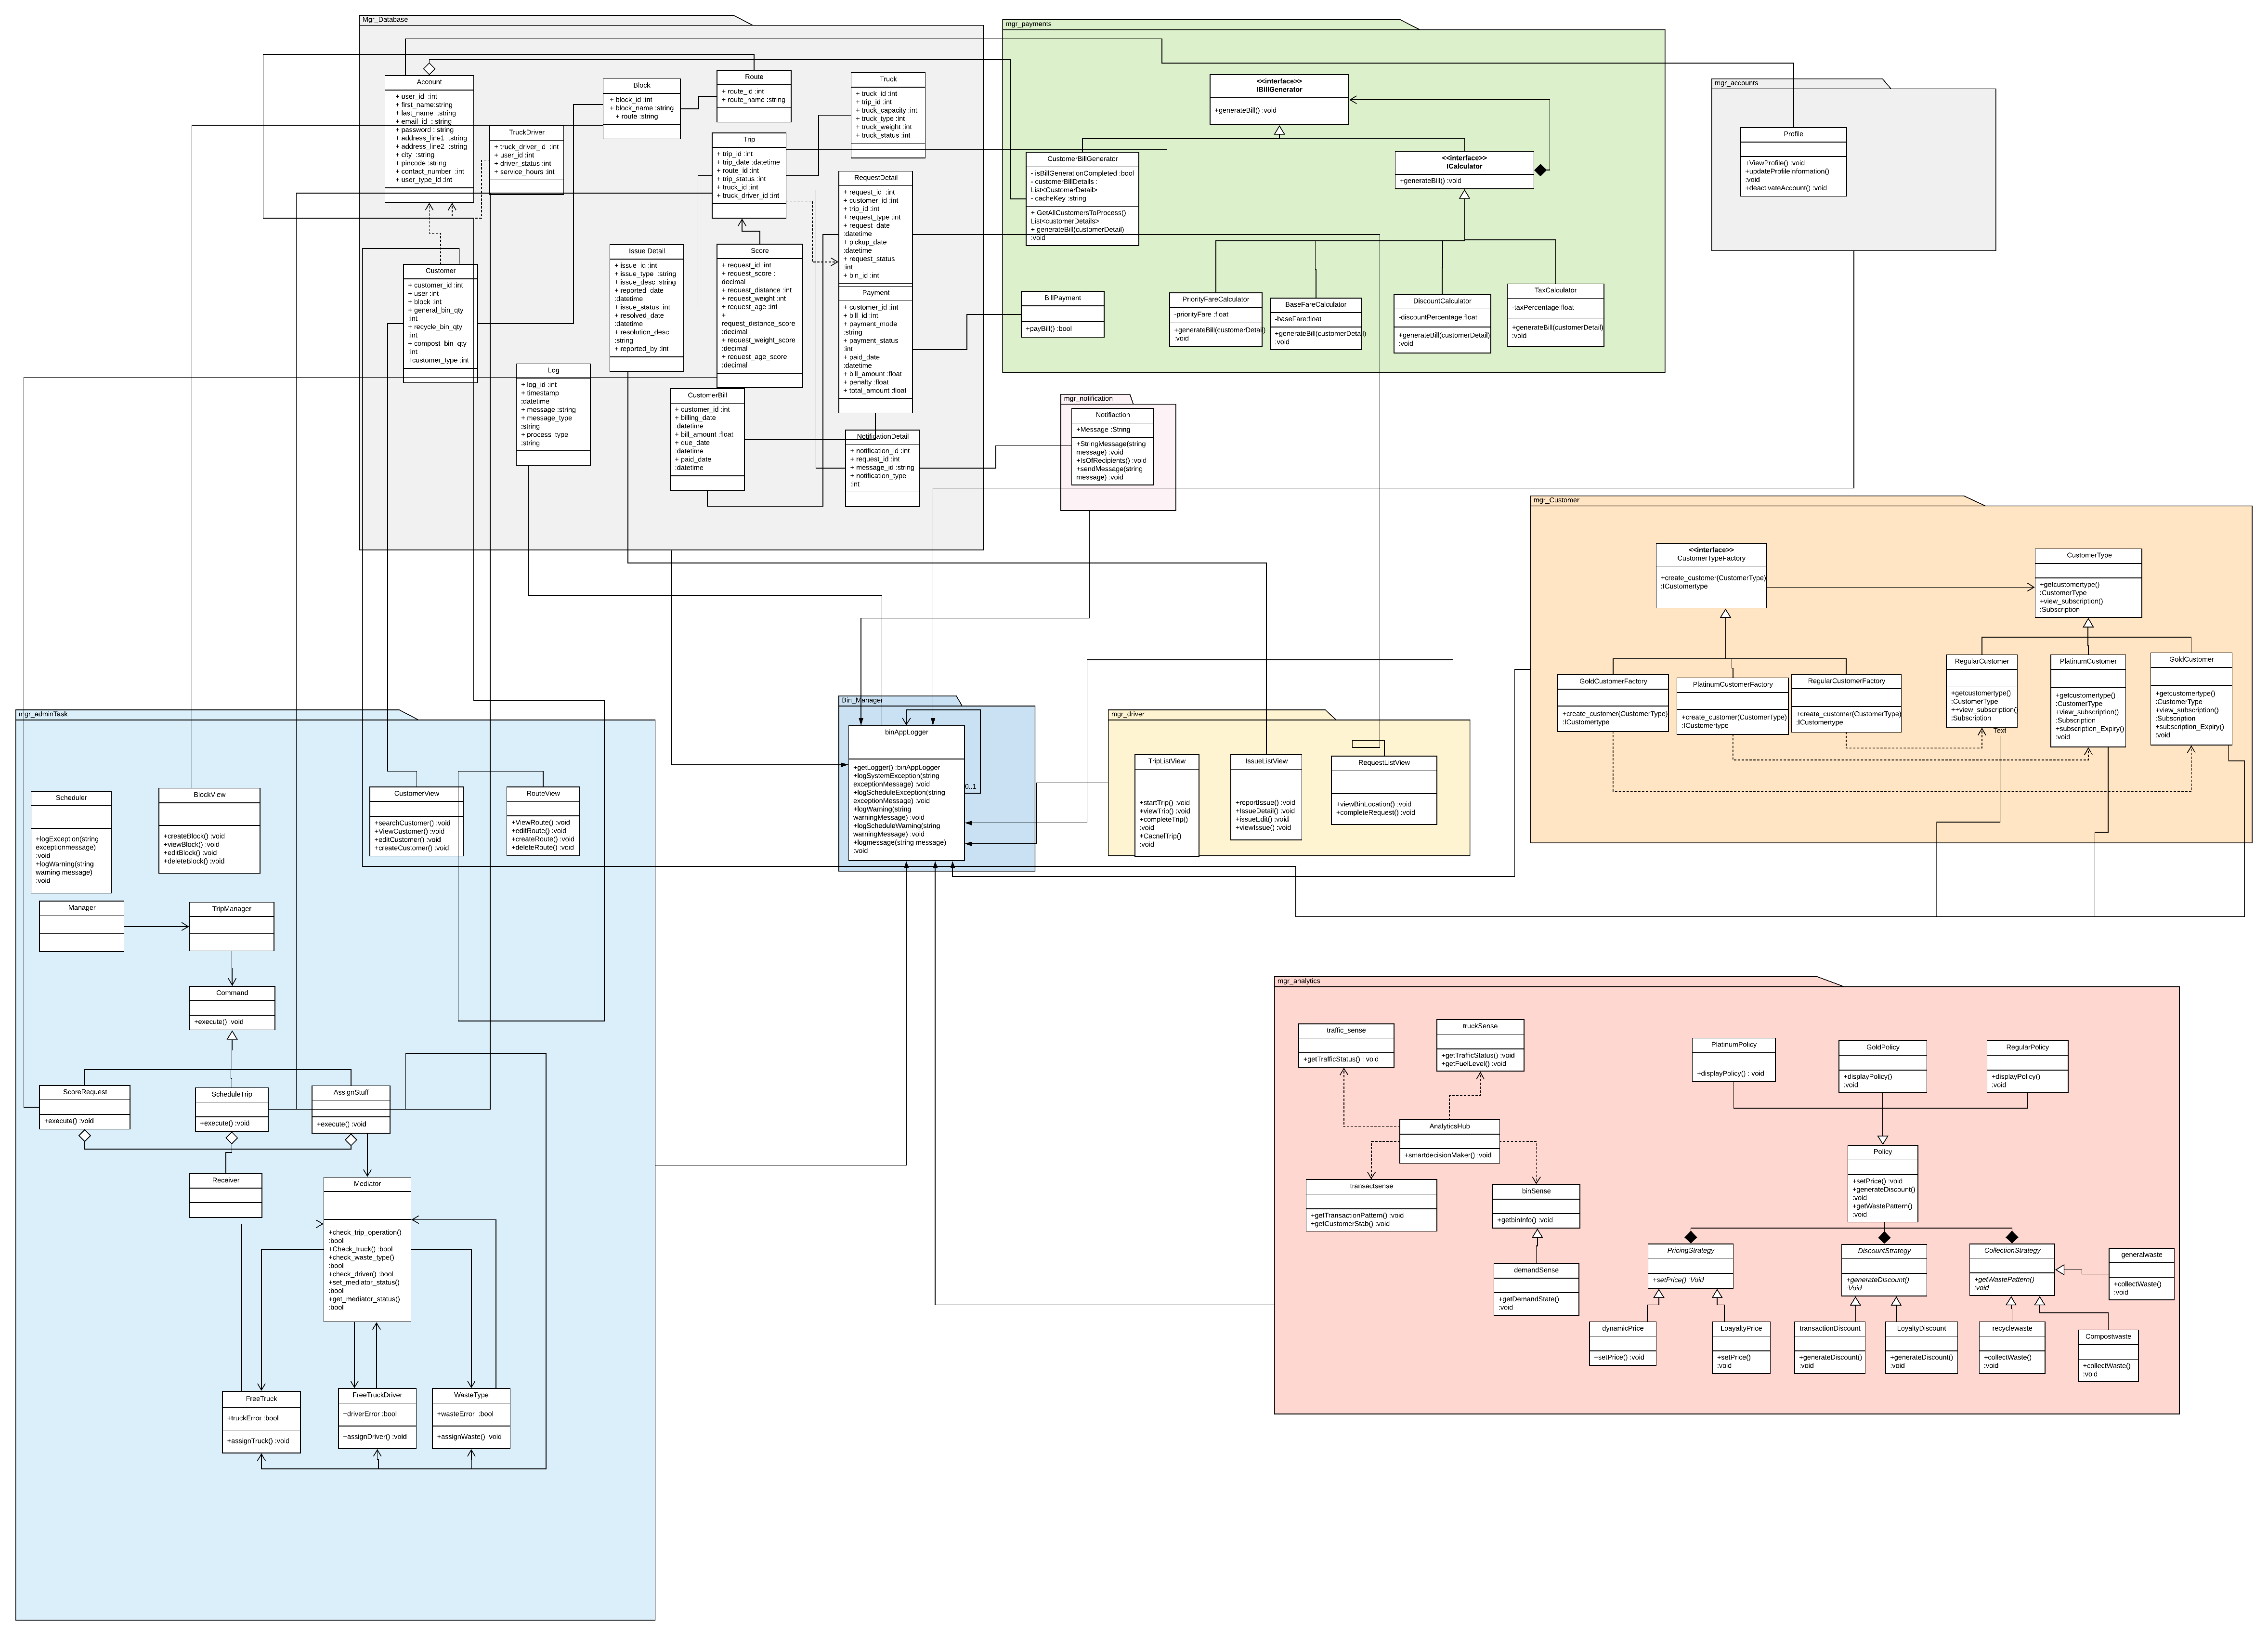 Mgr_Database
Account
+ user_id :int
+ first_name:string
+ last_name :string
+ email_id : string
+ password : string
+ address_line1 :string
+ address_line2 :string
+ city :string
+ pincode :string
+ contact_number :int
+ user_type_id :int
TruckDriver
+ truck_driver_id :int
+ user_id :int
+ driver_status :int
+ service_hours :int
Block
+ block_id :int
+ block_name :string
+ route :string
Route
+ route_id :int
+ route_name :string
Truck
+ truck_id :int
+ trip_id :int
+ truck_capacity :int
+ truck_type :int
+ truck_weight :int
+ truck_status :int
Trip
+ trip_id :int
+ trip_date :datetime
+ route_id :int
+ trip_status :int
+ truck_id :int
+ truck_driver_id :int
RequestDetail
+ request_id :int
+ customer_id :int
+ trip_id :int
+ request_type :int
+ request_date
:datetime
+ pickup_date
:datetime
+ request_status
:int
+ bin_id :int
Customer
+ customer_id :int
+ user :int
+ block :int
+ general_bin_qty
:int
+ recycle_bin_qty
:int
+ compost_bin_qty
:int
+customer_type :int
Issue Detail
+ issue_id :int
+ issue_type :string
+ issue_desc :string
+ reported_date
:datetime
+ issue_status :int
+ resolved_date
:datetime
+ resolution_desc
:string
+ reported_by :int
Score
+ request_id :int
+ request_score :
decimal
+ request_distance :int
+ request_weight :int
+ request_age :int
+
request_distance_score
:decimal
+ request_weight_score
:decimal
+ request_age_score
:decimal
Payment
+ customer_id :int
+ bill_id :int
+ payment_mode
:string
+ payment_status
:int
+ paid_date
:datetime
+ bill_amount :float
+ penalty :float
+ total_amount :float
Log
+ log_id :int
+ timestamp
:datetime
+ message :string
+ message_type
:string
+ process_type
:string
CustomerBill
+ customer_id :int
+ billing_date
:datetime
+ bill_amount :float
+ due_date
:datetime
+ paid_date
:datetime
NotificationDetail
+ notification_id :int
+ request_id :int
+ message_id :string
+ notification_type
:int
mgr_payments
<<interface>>
IBillGenerator
+generateBill() :void
CustomerBillGenerator
- isBillGenerationCompleted :bool
- customerBillDetails :
List<CustomerDetail>
- cacheKey :string
+ GetAllCustomersToProcess() :
List<customerDetails>
+ generateBill(customerDetail)
:void
<<interface>>
ICalculator
+generateBill() :void
BillPayment
+payBill() :bool
PriorityFareCalculator
-priorityFare :float
+generateBill(customerDetail)
:void
BaseFareCalculator
-baseFare:float
+generateBill(customerDetail)
:void
DiscountCalculator
-discountPercentage:float
+generateBill(customerDetail)
:void
TaxCalculator
-taxPercentage:float
+generateBill(customerDetail)
:void
mgr_accounts
Profile
+ViewProfile() :void
+updateProfileInformation()
:void
+deactivateAccount() :void
mgr_notification
Notifiaction
+Message :String
+StringMessage(string
message) :void
+IsOfRecipients() :void
+sendMessage(string
message) :void
mgr_Customer
<<interface>>
CustomerTypeFactory
+create_customer(CustomerType)
:ICustomertype
ICustomerType
+getcustomertype()
:CustomerType
+view_subscription()
:Subscription
GoldCustomerFactory
+create_customer(CustomerType)
:ICustomertype
PlatinumCustomerFactory
+create_customer(CustomerType)
:ICustomertype
RegularCustomerFactory
+create_customer(CustomerType)
:ICustomertype
RegularCustomer
+getcustomertype()
:CustomerType
++view_subscription()
:Subscription
Text
PlatinumCustomer
+getcustomertype()
:CustomerType
+view_subscription()
:Subscription
+subscription_Expiry()
:void
GoldCustomer
+getcustomertype()
:CustomerType
+view_subscription()
:Subscription
+subscription_Expiry()
:void
Bin_Manager
binAppLogger
+getLogger() :binAppLogger
+logSystemException(string
exceptionMessage) :void
+logScheduleException(string
exceptionMessage) :void
+logWarning(string
warningMessage) :void
+logScheduleWarning(string
warningMessage) :void
+logmessage(string message)
:void
0..1
mgr_driver
TripListView
+startTrip() :void
+viewTrip() :void
+completeTrip()
:void
+CacnelTrip()
:void
IssueListView
+reportIssue() :void
+IssueDetail() :void
+issueEdit() :void
+viewIssue() :void
RequestListView
+viewBinLocation() :void
+completeRequest() :void
mgr_adminTask
Scheduler
+logException(string
exceptionmessage)
:void
+logWarning(string
warning message)
:void
BlockView
+createBlock() :void
+viewBlock() :void
+editBlock() :void
+deleteBlock() :void
CustomerView
+searchCustomer() :void
+ViewCustomer() :void
+editCustomer() :void
+createCustomer() :void
RouteView
+ViewRoute() :void
+editRoute() :void
+createRoute() :void
+deleteRoute() :void
Manager
TripManager
Command
+execute() :void
ScoreRequest
+execute() :void
ScheduleTrip
+execute() :void
AssignStuff
+execute() :void
Receiver
Mediator
+check_trip_operation()
:bool
+Check_truck() :bool
+check_waste_type()
:bool
+check_driver() :bool
+set_mediator_status()
:bool
+get_mediator_status()
:bool
FreeTruck
+truckError :bool
+assignTruck() :void
FreeTruckDriver
+driverError :bool
+assignDriver() :void
WasteType
+wasteError :bool
+assignWaste() :void
mgr_analytics
traffic_sense
+getTrafficStatus() : void
truckSense
+getTrafficStatus() :void
+getFuelLevel() :void
AnalyticsHub
+smartdecisionMaker() :void
transactsense
+getTransactionPattern() :void
+getCustomerStab() :void
binSense
+getbinInfo() :void
demandSense
+getDemandState()
:void
PlatinumPolicy
+displayPolicy() : void
GoldPolicy
+displayPolicy()
:void
RegularPolicy
+displayPolicy()
:void
Policy
+setPrice() :void
+generateDiscount()
:void
+getWastePattern()
:void
PricingStrategy
+setPrice() :Void
DiscountStrategy
+generateDiscount()
:Void
CollectionStrategy
+getWastePattern()
:void
generalwaste
+collectWaste()
:void
dynamicPrice
+setPrice() :void
LoayaltyPrice
+setPrice()
:void
transactionDiscount
+generateDiscount()
:void
LoyaltyDiscount
+generateDiscount()
:void
recyclewaste
+collectWaste()
:void
Compostwaste
+collectWaste()
:void